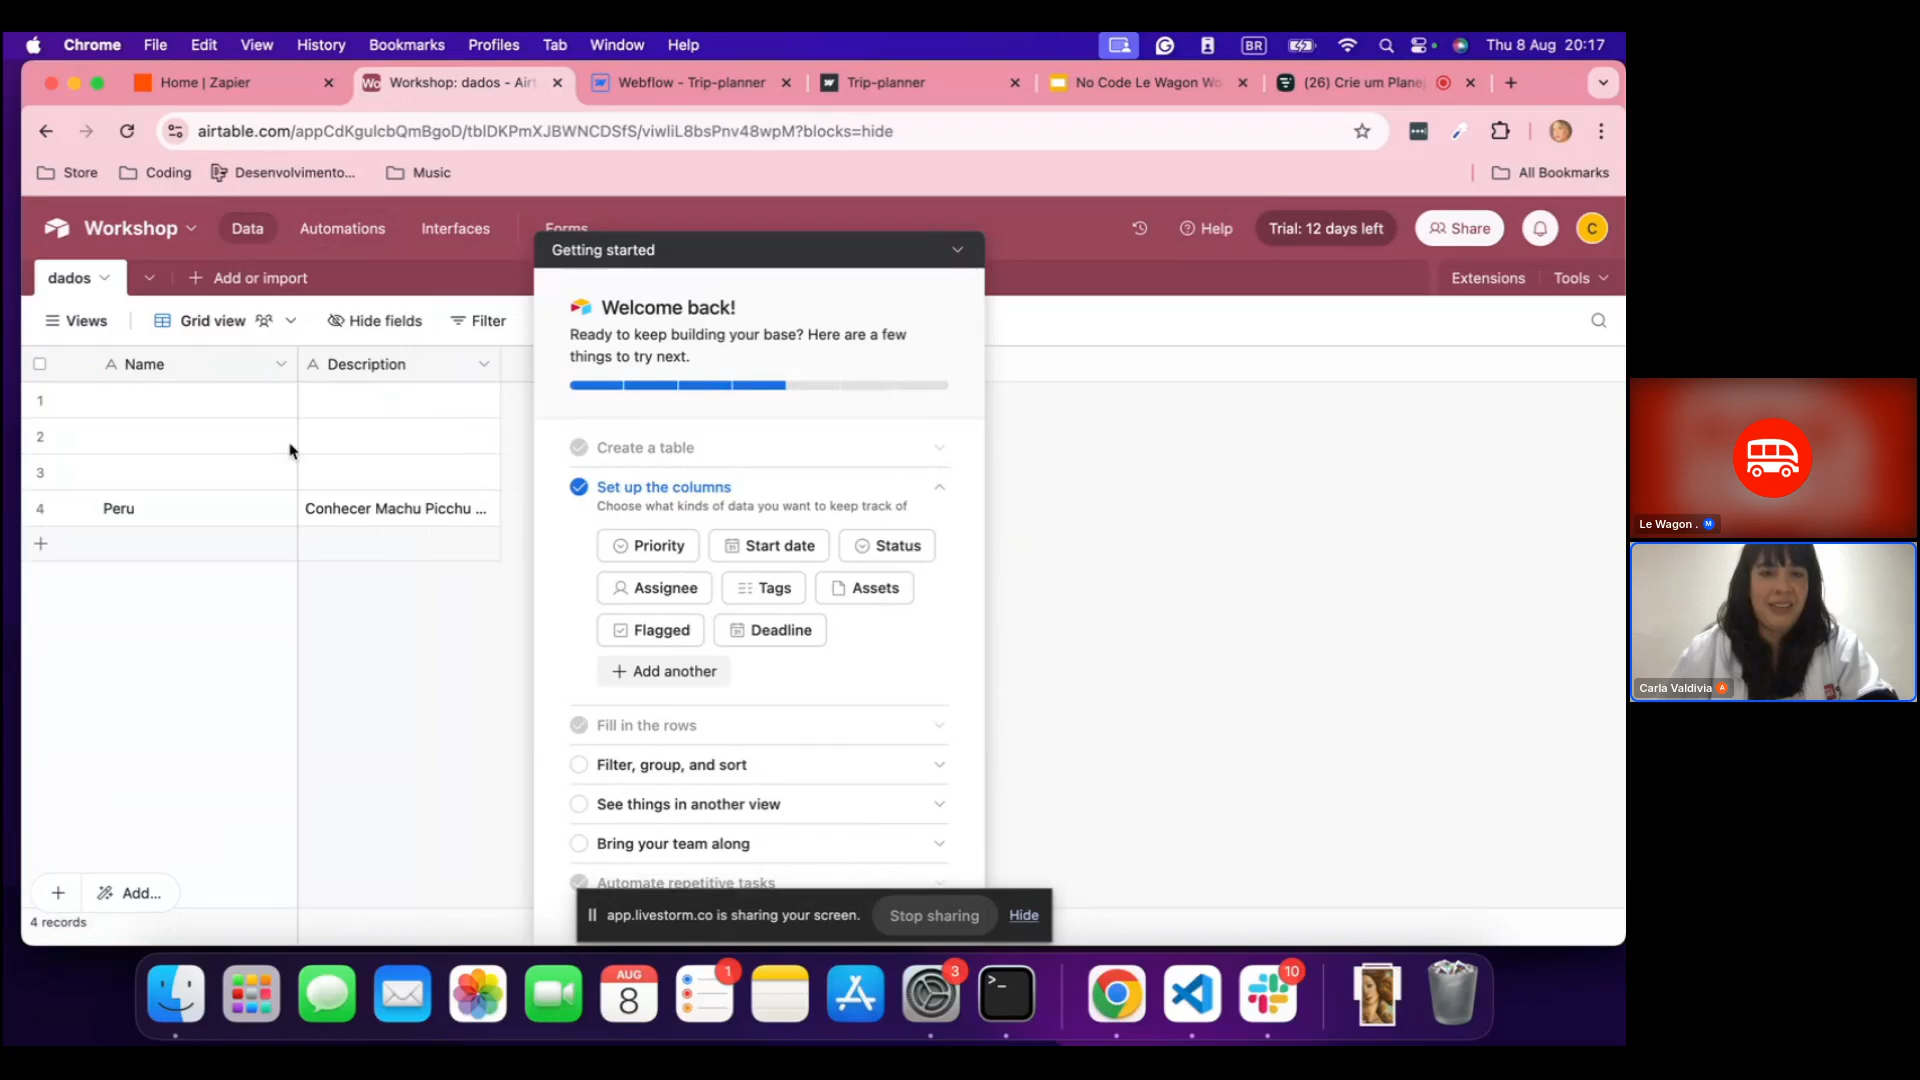 Chrome File Edit View History Bookmarks Profiles Tab Window Help BR Thu 8 Aug 20:17
Home | Zapier Workshop: dados - Airt Webflow - Trip-planner Trip-planner No Code Le Wagon Wo (26) Crie um Plane
airtable.com/appCdKgulcbQmBgoD/tblDKPmXJBWNCDSfS/viwliL8bsPnv48wpM?blocks=hide
Store Coding Desenvolvimento... Music All Bookmarks
Workshop Data Automations Interfaces Forms Help Trial: 12 days left Share C
dados Add or import Extensions Tools
Views Grid view Hide fields Filter
Name Description
1
2
3
4 Peru Conhecer Machu Picchu ...
Add...
4 records
Getting started
Welcome back!
Ready to keep building your base? Here are a few
things to try next.
Create a table
Set up the columns
Choose what kinds of data you want to keep track of
Priority Start date Status
Assignee Tags Assets
Flagged Deadline
Add another
Fill in the rows
Filter, group, and sort
See things in another view
Bring your team along
Automate repetitive tasks
app.livestorm.co is sharing your screen. Stop sharing Hide
AUG
8
1
3
10
Le Wagon . M
Carla Valdivia A